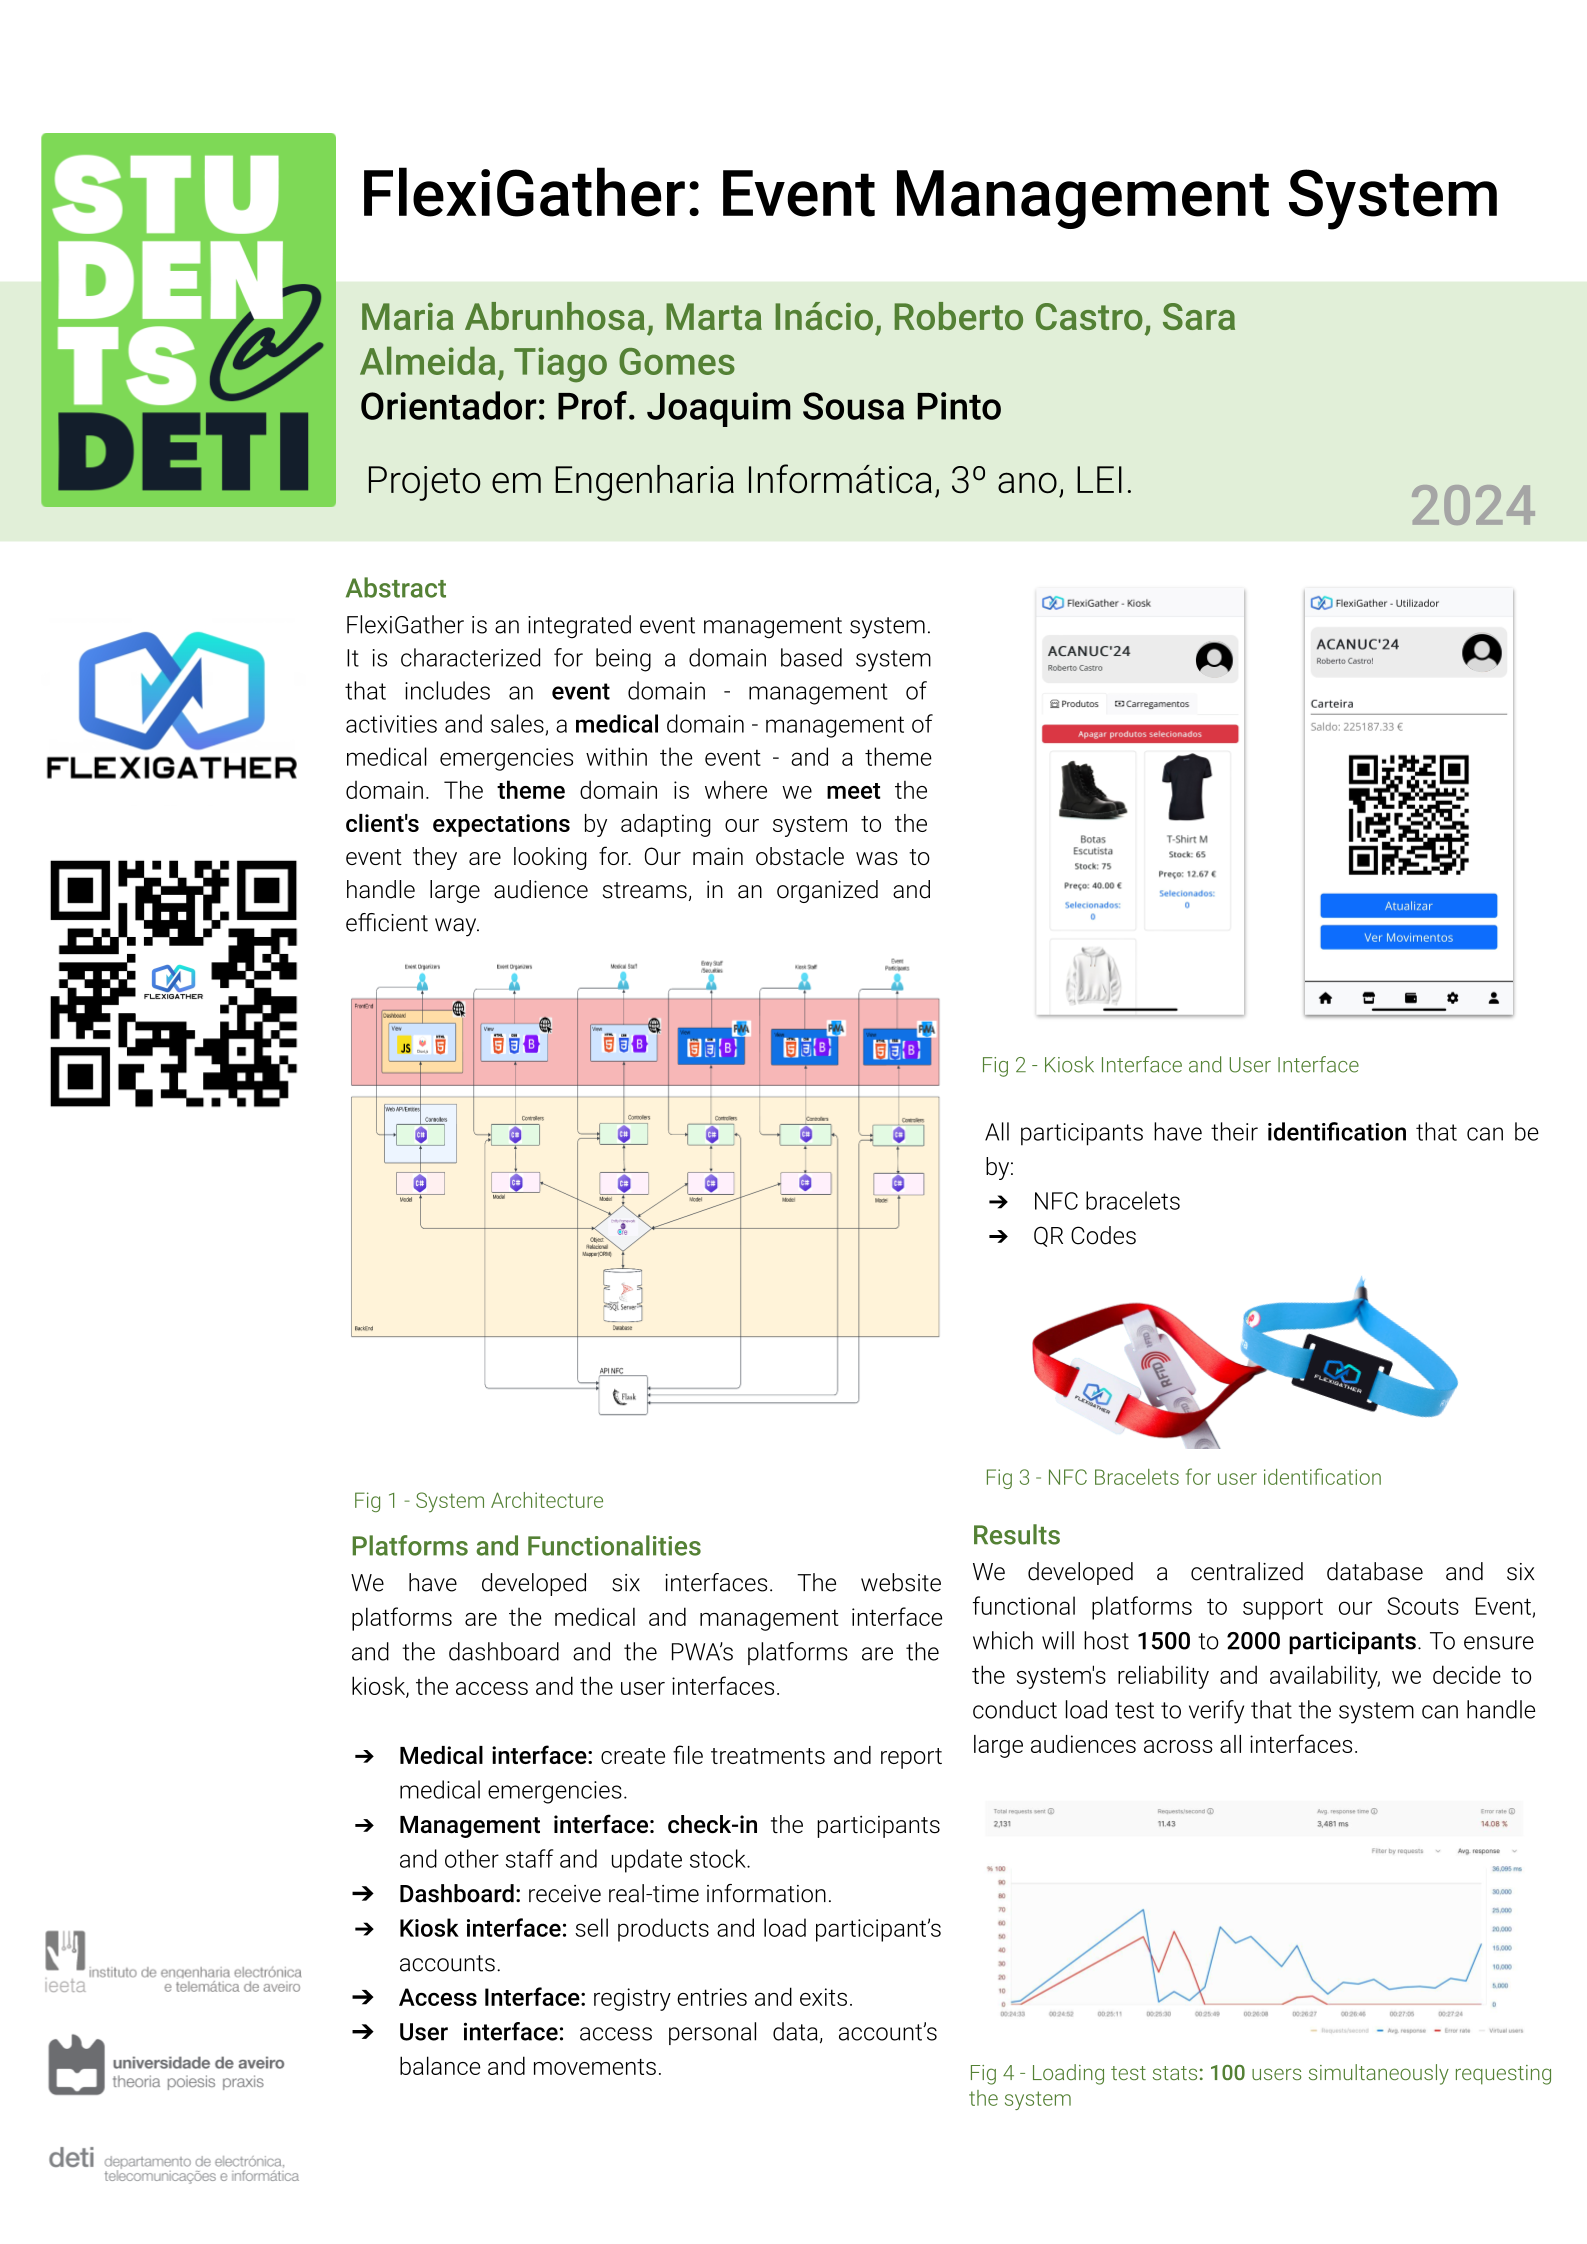 STU
DEN
TS@
DETI
FlexiGather: Event Management System
Maria Abrunhosa, Marta Inácio, Roberto Castro, Sara
Almeida, Tiago Gomes
Orientador: Prof. Joaquim Sousa Pinto
Projeto em Engenharia Informática, 3º ano, LEI.
2024
FLEXIGATHER
FLEXIGATHER
Abstract
FlexiGather is an integrated event management system.
It is characterized for being a domain based system
that includes an event domain - management of
activities and sales, a medical domain - management of
medical emergencies within the event - and a theme
domain. The theme domain is where we meet the
client's expectations by adapting our system to the
event they are looking for. Our main obstacle was to
handle large audience streams, in an organized and
efficient way.
Event Organizers
Event Organizers
Medical Staff
Entry Staff
/Securities
Kiosk Staff
Event
Participants
FrontEnd
Dashboard
View
JS
View
View
PWA
PWA
PWA
Web API/Entities
Controllers
Controllers
Controllers
Controllers
Controllers
Controllers
Model
Model
Model
Model
Model
Model
Object
Relacional
Mapper(ORM)
SQL Server
Database
BackEnd
API NFC
Flask
Fig 1 - System Architecture
Platforms and Functionalities
We have developed six interfaces. The website
platforms are the medical and management interface
and the dashboard and the PWA's platforms are the
kiosk, the access and the user interfaces.
➔ Medical interface: create file treatments and report
medical emergencies.
➔ Management interface: check-in the participants
and other staff and update stock.
➔ Dashboard: receive real-time information.
➔ Kiosk interface: sell products and load participant's
accounts.
➔ Access Interface: registry entries and exits.
➔ User interface: access personal data, account's
balance and movements.
FlexiGather - Kiosk
ACANUC'24
Roberto Castro
Produtos
Carregamentos
Apagar produtos selecionados
Botas
Escutista
Stock: 75
Preço: 40.00 €
Selecionados:
0
T-Shirt M
Stock: 65
Preço: 12.67 €
Selecionados:
0
FlexiGather - Utilizador
ACANUC'24
Roberto Castro!
Carteira
Saldo: 225187.33 €
Atualizar
Ver Movimentos
Fig 2 - Kiosk Interface and User Interface
All participants have their identification that can be
by:
➔ NFC bracelets
➔ QR Codes
FLEXIGATHER
RFID
FLEXIGATHER
Fig 3 - NFC Bracelets for user identification
Results
We developed a centralized database and six
functional platforms to support our Scouts Event,
which will host 1500 to 2000 participants. To ensure
the system's reliability and availability, we decide to
conduct load test to verify that the system can handle
large audiences across all interfaces.
Total requests sent
2,131
Requests/second
11.43
Avg. response time
3,481 ms
Error rate
14.08 %
Filter by requests
Avg. response
% 100
90
80
70
60
50
40
30
20
10
0
36,095 ms
30,000
25,000
20,000
15,000
10,000
5,000
0
00:24:33 00:24:52 00:25:11 00:25:30 00:25:49 00:26:08 00:26:27 00:26:46 00:27:05 00:27:24
Requests/second Avg. response Error rate Virtual users
Fig 4 - Loading test stats: 100 users simultaneously requesting
the system
ieeta
instituto de engenharia electrónica
e telemática de aveiro
universidade de aveiro
theoria poiesis praxis
deti
departamento de electrónica,
telecomunicações e informática